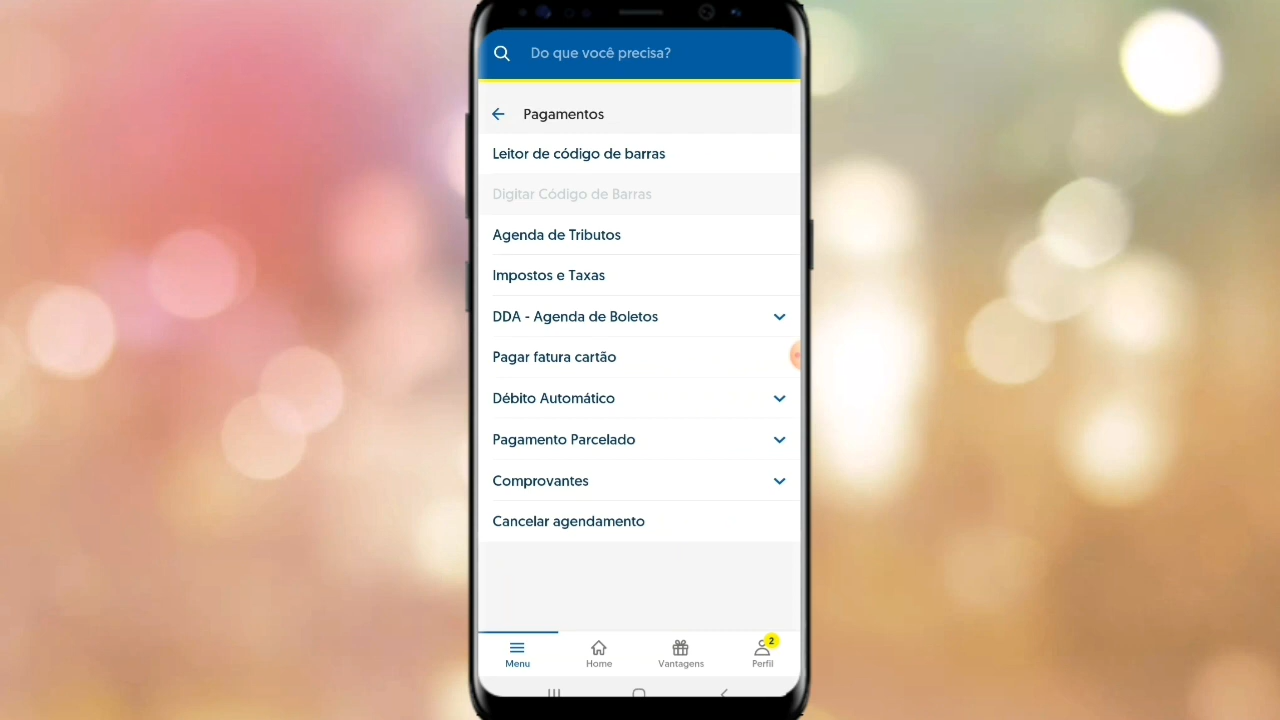 Do que você precisa?
Pagamentos
Leitor de código de barras
Digitar Código de Barras
Agenda de Tributos
Impostos e Taxas
DDA - Agenda de Boletos
Pagar fatura cartão
Débito Automático
Pagamento Parcelado
Comprovantes
Cancelar agendamento
2
Menu Home Vantagens Perfil